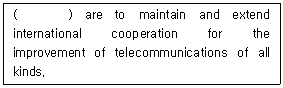 (          ) are to maintain and extend
international cooperation for the
improvement of telecommunications of all
kinds.